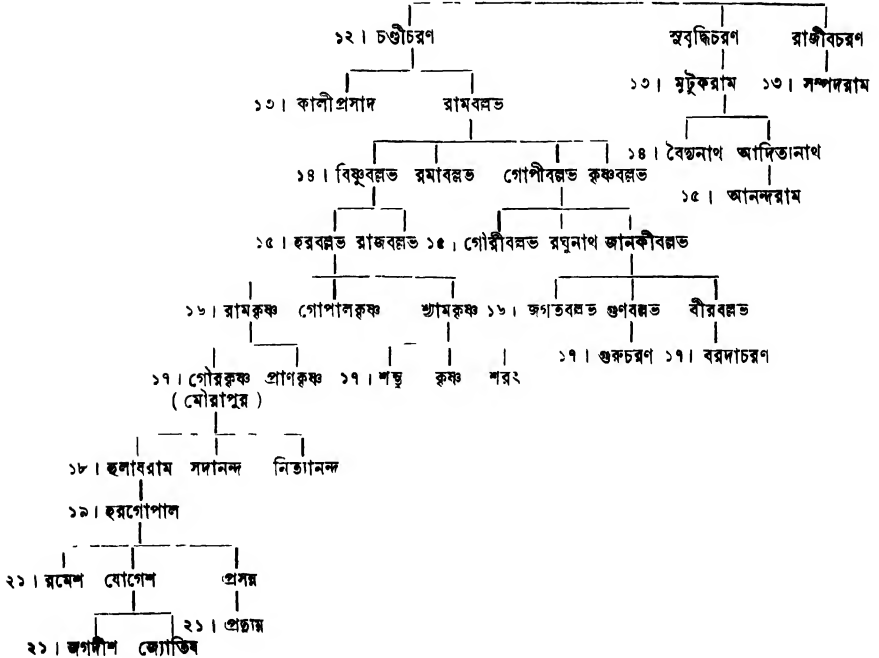 ১২। চণ্ডীচরণ সুবুদ্ধিচরণ রাজীবচরণ
১৩। মুটুকরাম ১৩। সম্পদরাম
১৩। কালীপ্রসাদ রামবল্লভ
১৪। বৈদ্যনাথ আদিত্যনাথ
১৪। বিষ্ণুবল্লভ রমাবল্লভ গোপীবল্লভ কৃষ্ণবল্লভ
১৫। আনন্দরাম
১৫। হরবল্লভ রাজবল্লভ ১৫। গৌরীবল্লভ রঘুনাথ জানকীবল্লভ
১৬। রামকৃষ্ণ গোপালকৃষ্ণ শ্যামকৃষ্ণ ১৬। জগতবল্লভ গুণবল্লভ বীরবল্লভ
১৭। গুরুচরণ ১৭। বরদাচরণ
১৭। গৌরকৃষ্ণ প্রাণকৃষ্ণ ১৭। শম্ভু কৃষ্ণ শরৎ
( মৌরাপুর )
১৮। হুলাবরাম সদানন্দ নিত্যানন্দ
১৯। হরগোপাল
২১। রমেশ যোগেশ প্রসন্ন
২১। প্রদ্যুম্ন
২১। জগদীশ জ্যোতিষ